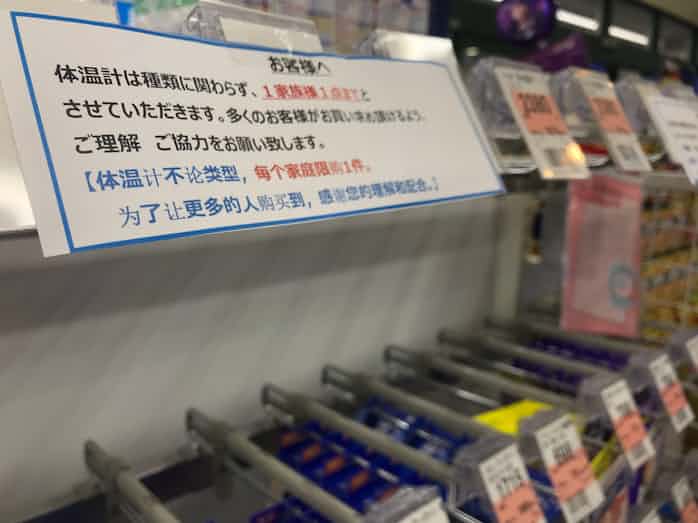 お客様へ
体温計は種類に関わらず、1家族様1点までと
させていただきます。多くのお客様がお買い求め頂けるよう、
ご理解 ご協力をお願い致します。
【体温计不论类型，每个家庭限购1件。
为了让更多的人购买到，感谢您的理解和配合。】